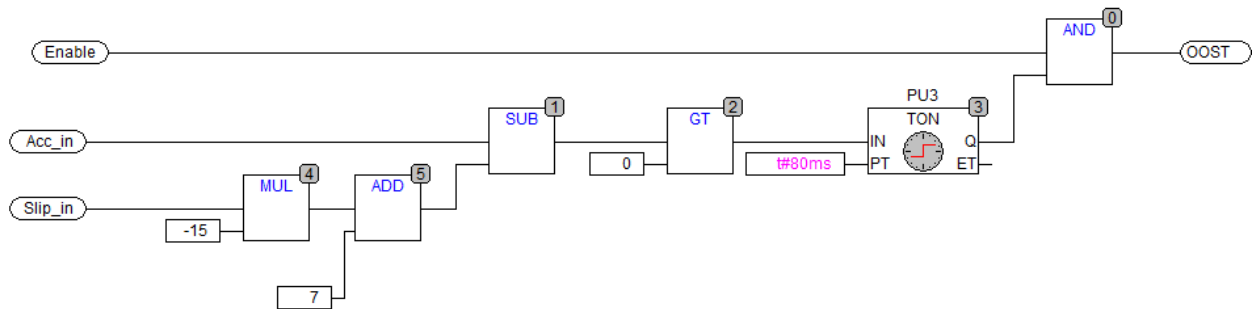 0
AND
Enable
OOST
PU3
1
2
3
SUB
GT
TON
Acc_in
IN
Q
0
t#80ms
PT
ET
4
5
MUL
ADD
Slip_in
-15
7